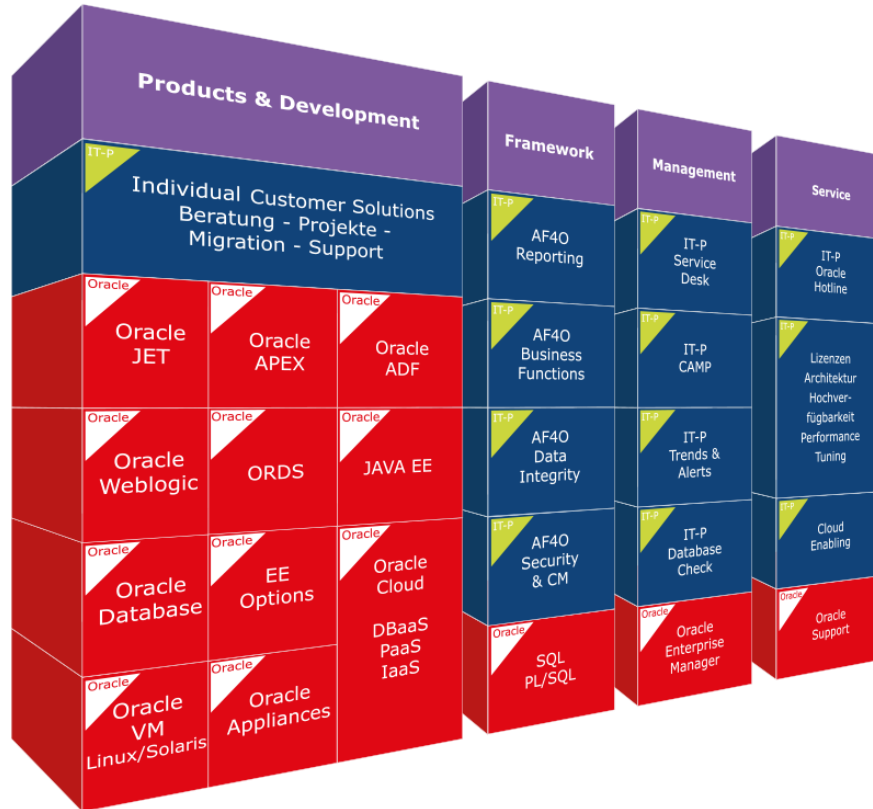 Products & Development
IT-P
Individual Customer Solutions
Beratung - Projekte -
Migration - Support
Oracle
Oracle
JET
Oracle
Oracle
APEX
Oracle
Oracle
ADF
Oracle
Oracle
Weblogic
Oracle
ORDS
Oracle
JAVA EE
Oracle
Oracle
Database
Oracle
EE
Options
Oracle
Oracle
Cloud
DBaaS
PaaS
IaaS
Oracle
Oracle
VM
Linux/Solaris
Oracle
Oracle
Appliances
Framework
IT-P
AF4O
Reporting
IT-P
AF4O
Business
Functions
IT-P
AF4O
Data
Integrity
IT-P
AF4O
Security
& CM
Oracle
SQL
PL/SQL
Management
IT-P
IT-P
Service
Desk
IT-P
IT-P
CAMP
IT-P
IT-P
Trends &
Alerts
IT-P
IT-P
Database
Check
Oracle
Oracle
Enterprise
Manager
Service
IT-P
IT-P
Oracle
Hotline
IT-P
Lizenzen
Architektur
Hochver-
fügbarkeit
Performance
Tuning
IT-P
Cloud
Enabling
Oracle
Oracle
Support